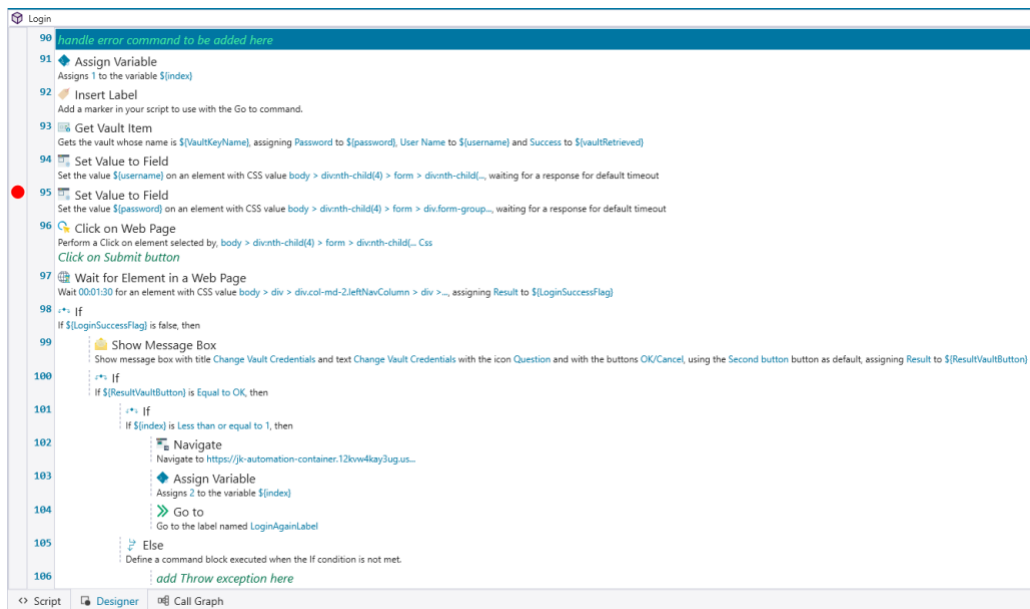 Login
90 handle error command to be added here
91 Assign Variable
Assigns 1 to the variable ${index}
92 Insert Label
Add a marker in your script to use with the Go to command.
93 Get Vault Item
Gets the vault whose name is ${VaultKeyName}, assigning Password to ${password}, User Name to ${username} and Success to ${vaultRetrieved}
94 Set Value to Field
Set the value ${username} on an element with CSS value body > div:nth-child(4) > form > div:nth-child(..., waiting for a response for default timeout
95 Set Value to Field
Set the value ${password} on an element with CSS value body > div:nth-child(4) > form > div.form-group..., waiting for a response for default timeout
96 Click on Web Page
Perform a Click on element selected by, body > div:nth-child(4) > form > div:nth-child(... Css
Click on Submit button
97 Wait for Element in a Web Page
Wait 00:01:30 for an element with CSS value body > div > div.col-md-2.leftNavColumn > div >..., assigning Result to ${LoginSuccessFlag}
98 If
If ${LoginSuccessFlag} is false, then
99 Show Message Box
Show message box with title Change Vault Credentials and text Change Vault Credentials with the icon Question and with the buttons OK/Cancel, using the Second button button as default, assigning Result to ${ResultVaultButton}
100 If
If ${ResultVaultButton} is Equal to OK, then
101 If
If ${index} is Less than or equal to 1, then
102 Navigate
Navigate to https://jk-automation-container.12kvw4kay3ug.us...
103 Assign Variable
Assigns 2 to the variable ${index}
104 Go to
Go to the label named LoginAgainLabel
105 Else
Define a command block executed when the If condition is not met.
106 add Throw exception here
Script Designer Call Graph